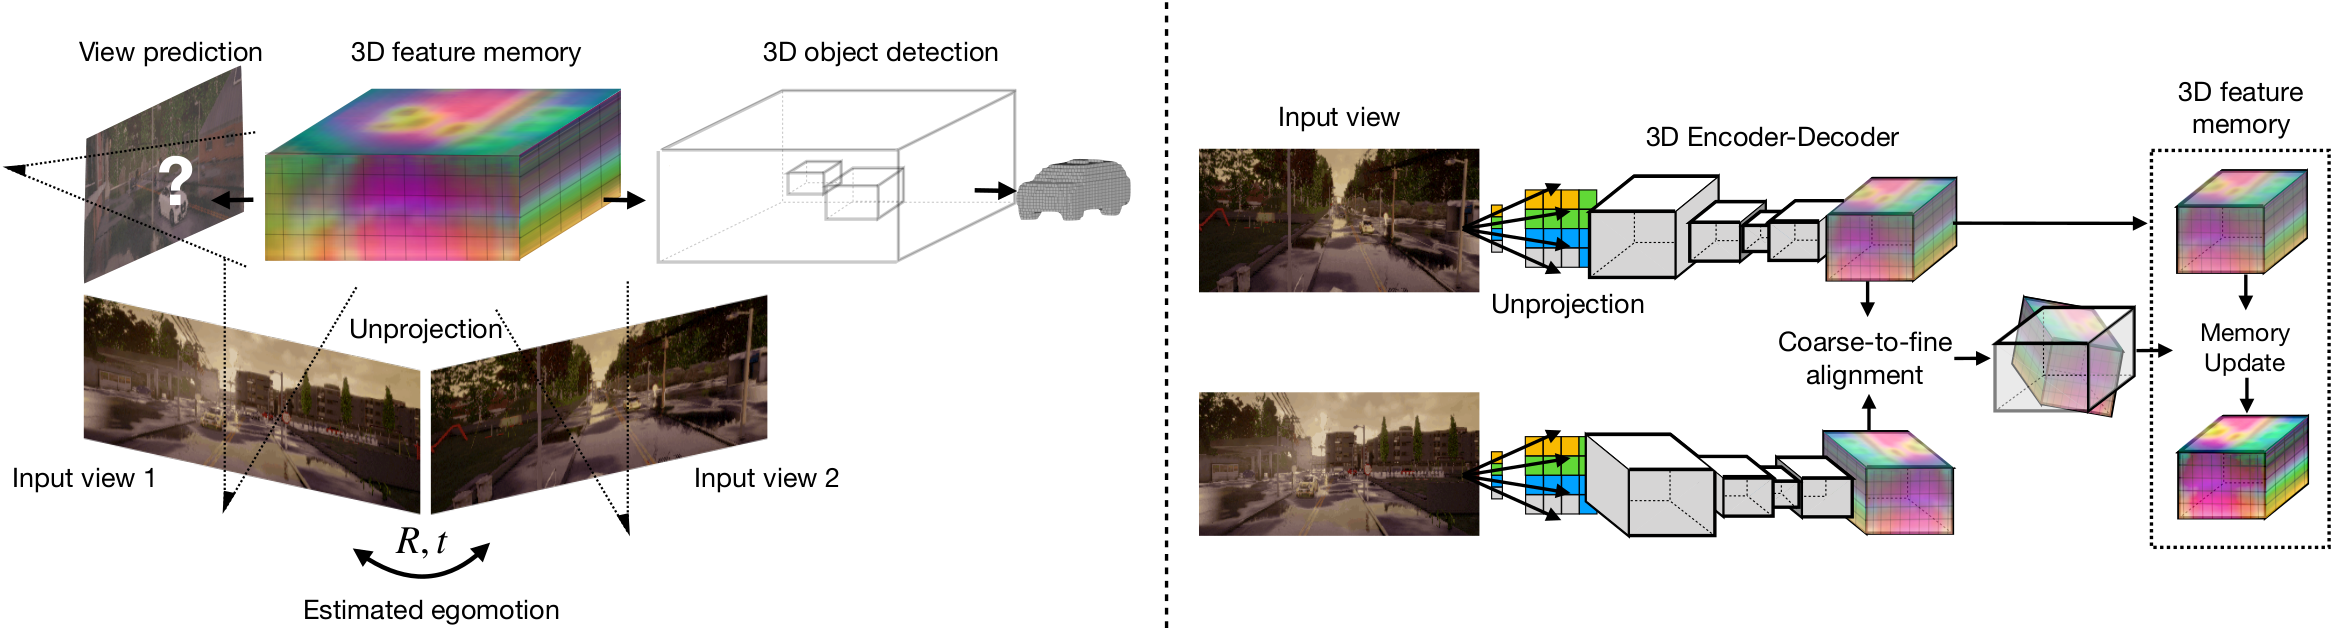 View prediction
3D feature memory
3D object detection
?
Unprojection
Input view 1
Input view 2
R, t
Estimated egomotion
Input view
3D Encoder-Decoder
Unprojection
Coarse-to-fine
alignment
3D feature
memory
Memory
Update